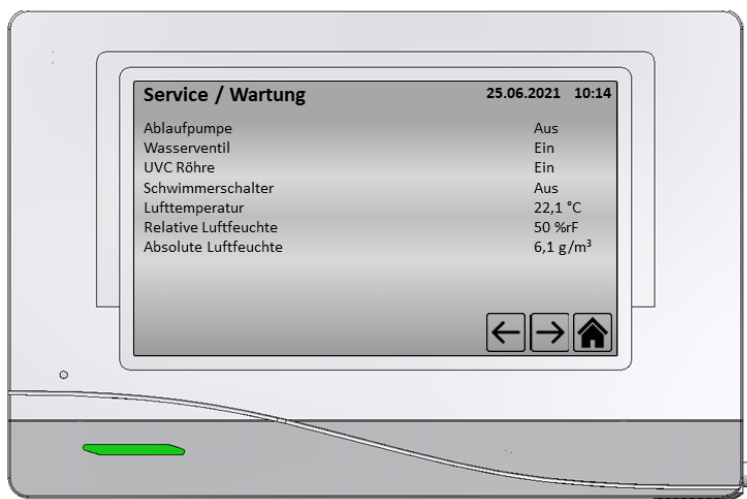 Service / Wartung 25.06.2021 10:14
Ablaufpumpe Aus
Wasserventil Ein
UVC Röhre Ein
Schwimmerschalter Aus
Lufttemperatur 22,1 °C
Relative Luftfeuchte 50 %rF
Absolute Luftfeuchte 6,1 g/m³